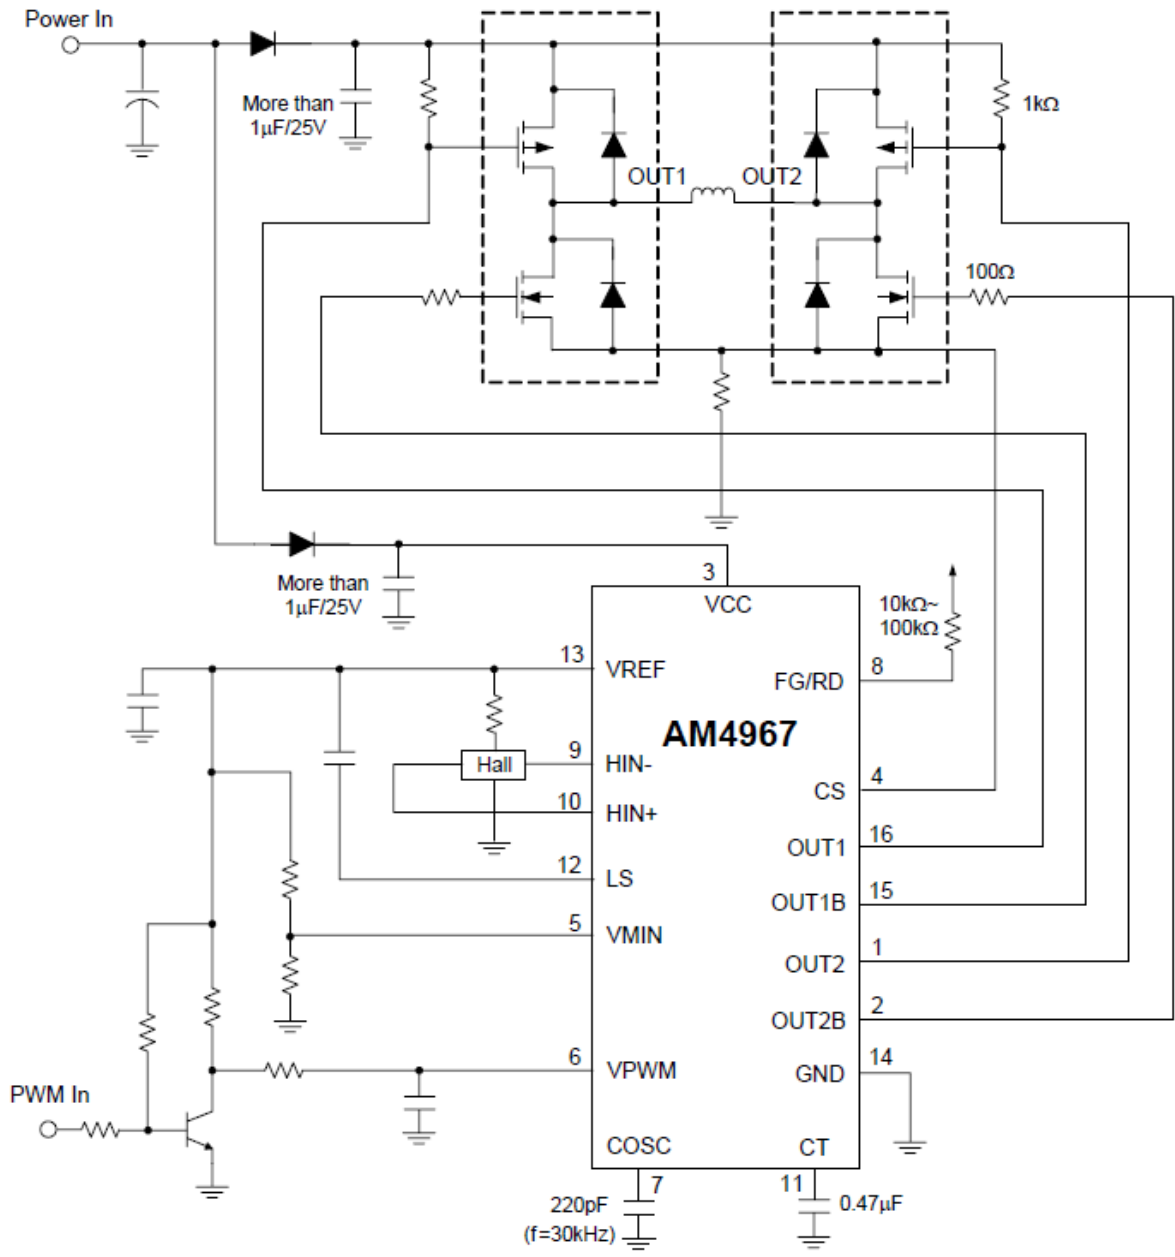 Power In
More than
1µF/25V
1kΩ
OUT1
OUT2
100Ω
More than
1µF/25V
3
VCC
10kΩ~
100kΩ
13
VREF
8
FG/RD
AM4967
9
Hall
HIN-
4
CS
10
HIN+
16
OUT1
12
LS
15
OUT1B
5
VMIN
1
OUT2
2
OUT2B
6
VPWM
14
GND
PWM In
COSC
CT
7
11
220pF
(f=30kHz)
0.47µF